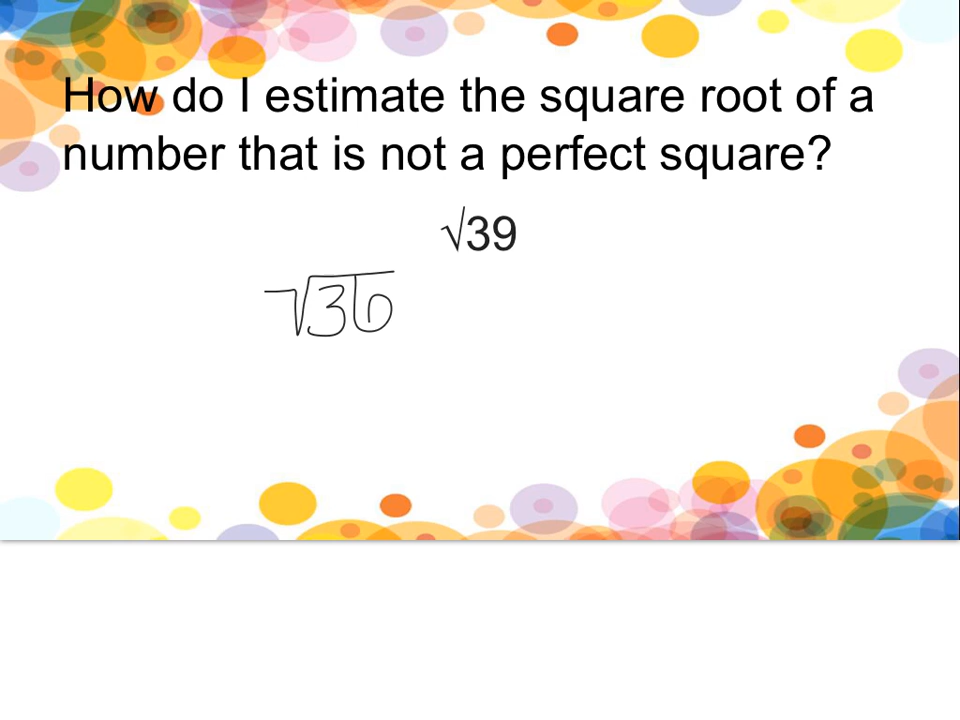 How do I estimate the square root of a
number that is not a perfect square?
√39
√36